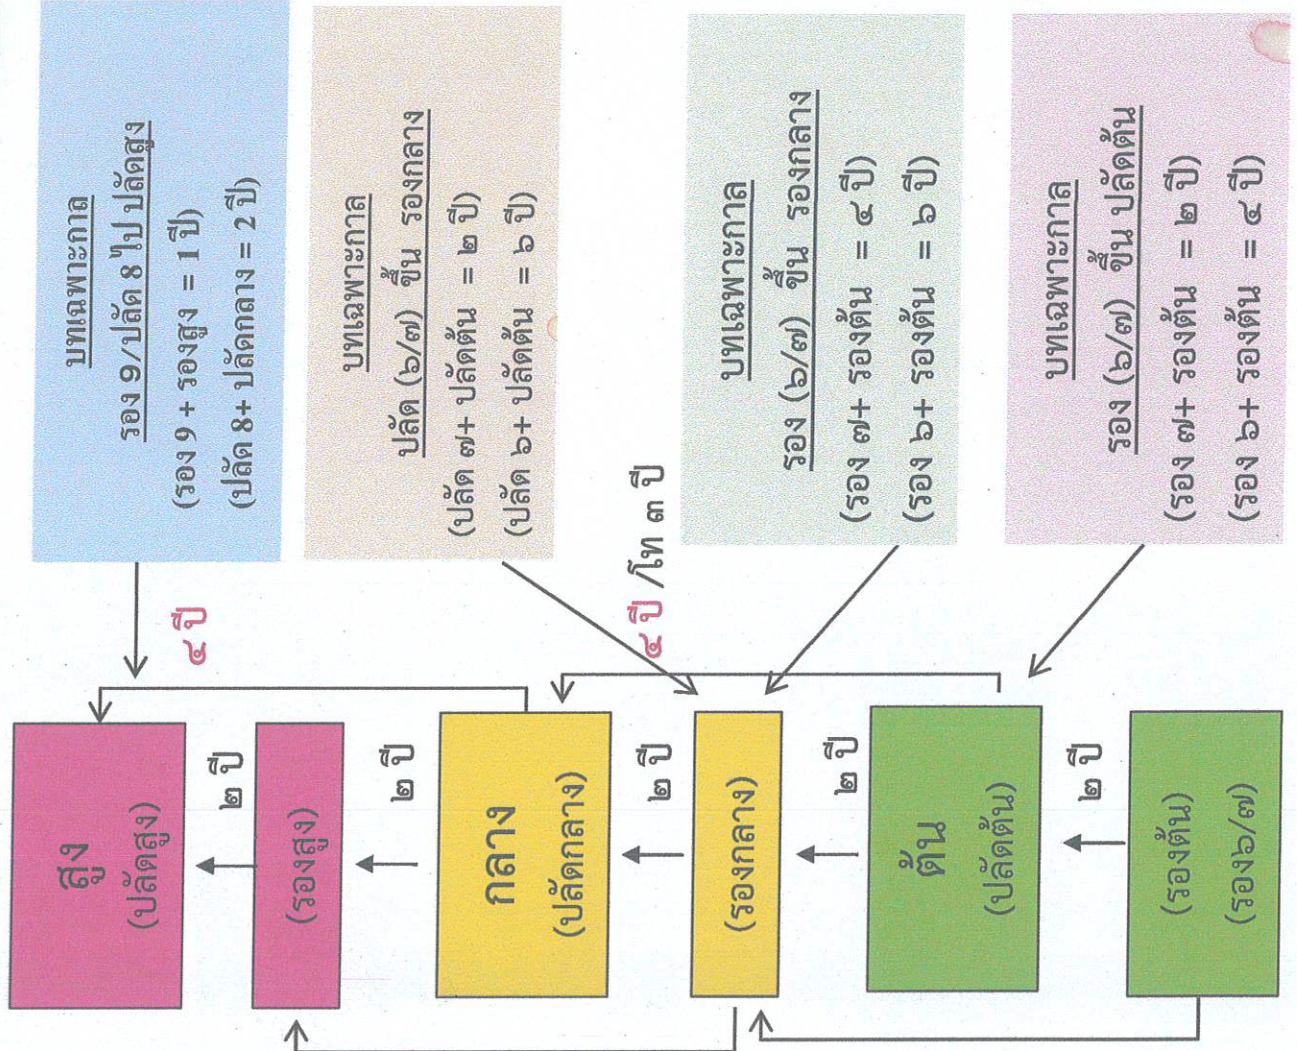 บทเฉพาะกาล
รอง 9/ปลัด 8 ไป ปลัดสูง
(รอง 9 + รองสูง = 1 ปี)
(ปลัด 8+ ปลัดกลาง = 2 ปี)
บทเฉพาะกาล
ปลัด (๖/๗) ขึ้น รองกลาง
(ปลัด ๗+ ปลัดต้น = ๒ ปี)
(ปลัด ๖+ ปลัดต้น = ๖ ปี)
บทเฉพาะกาล
รอง (๖/๗) ขึ้น รองกลาง
(รอง ๗+ รองต้น = ๔ ปี)
(รอง ๖+ รองต้น = ๖ ปี)
บทเฉพาะกาล
รอง (๖/๗) ขึ้น ปลัดต้น
(รอง ๗+ รองต้น = ๒ ปี)
(รอง ๖+ รองต้น = ๔ ปี)
๔ ปี
๔ ปี /โท ๓ ปี
สูง
(ปลัดสูง)
๒ ปี
(รองสูง)
๒ ปี
กลาง
(ปลัดกลาง)
๒ ปี
(รองกลาง)
๒ ปี
ต้น
(ปลัดต้น)
๒ ปี
(รองต้น)
(รอง๖/๗)